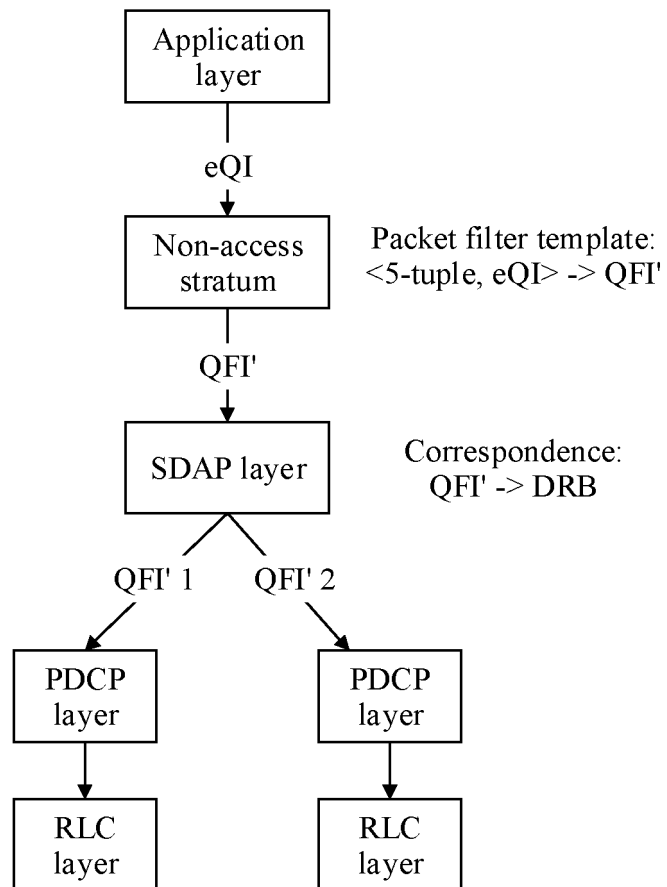 Application
layer
eQI
Non-access
stratum
Packet filter template:
<5-tuple, eQI> -> QFI'
QFI'
SDAP layer
Correspondence:
QFI' -> DRB
QFI' 1
QFI' 2
PDCP
layer
PDCP
layer
RLC
layer
RLC
layer